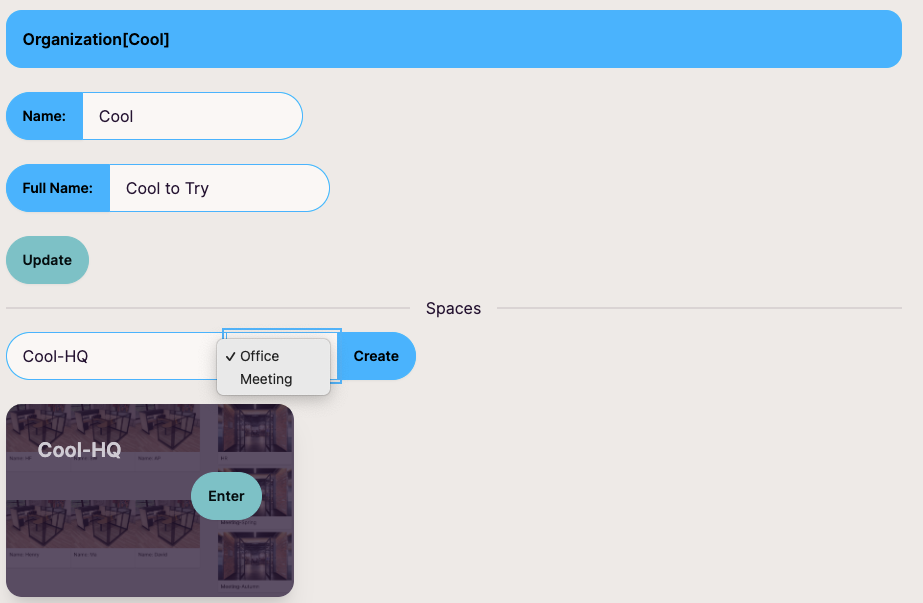 Organization[Cool]
Name: Cool
Full Name: Cool to Try
Update
Spaces
Cool-HQ
✓ Office
Meeting
Create
Cool-HQ
Enter